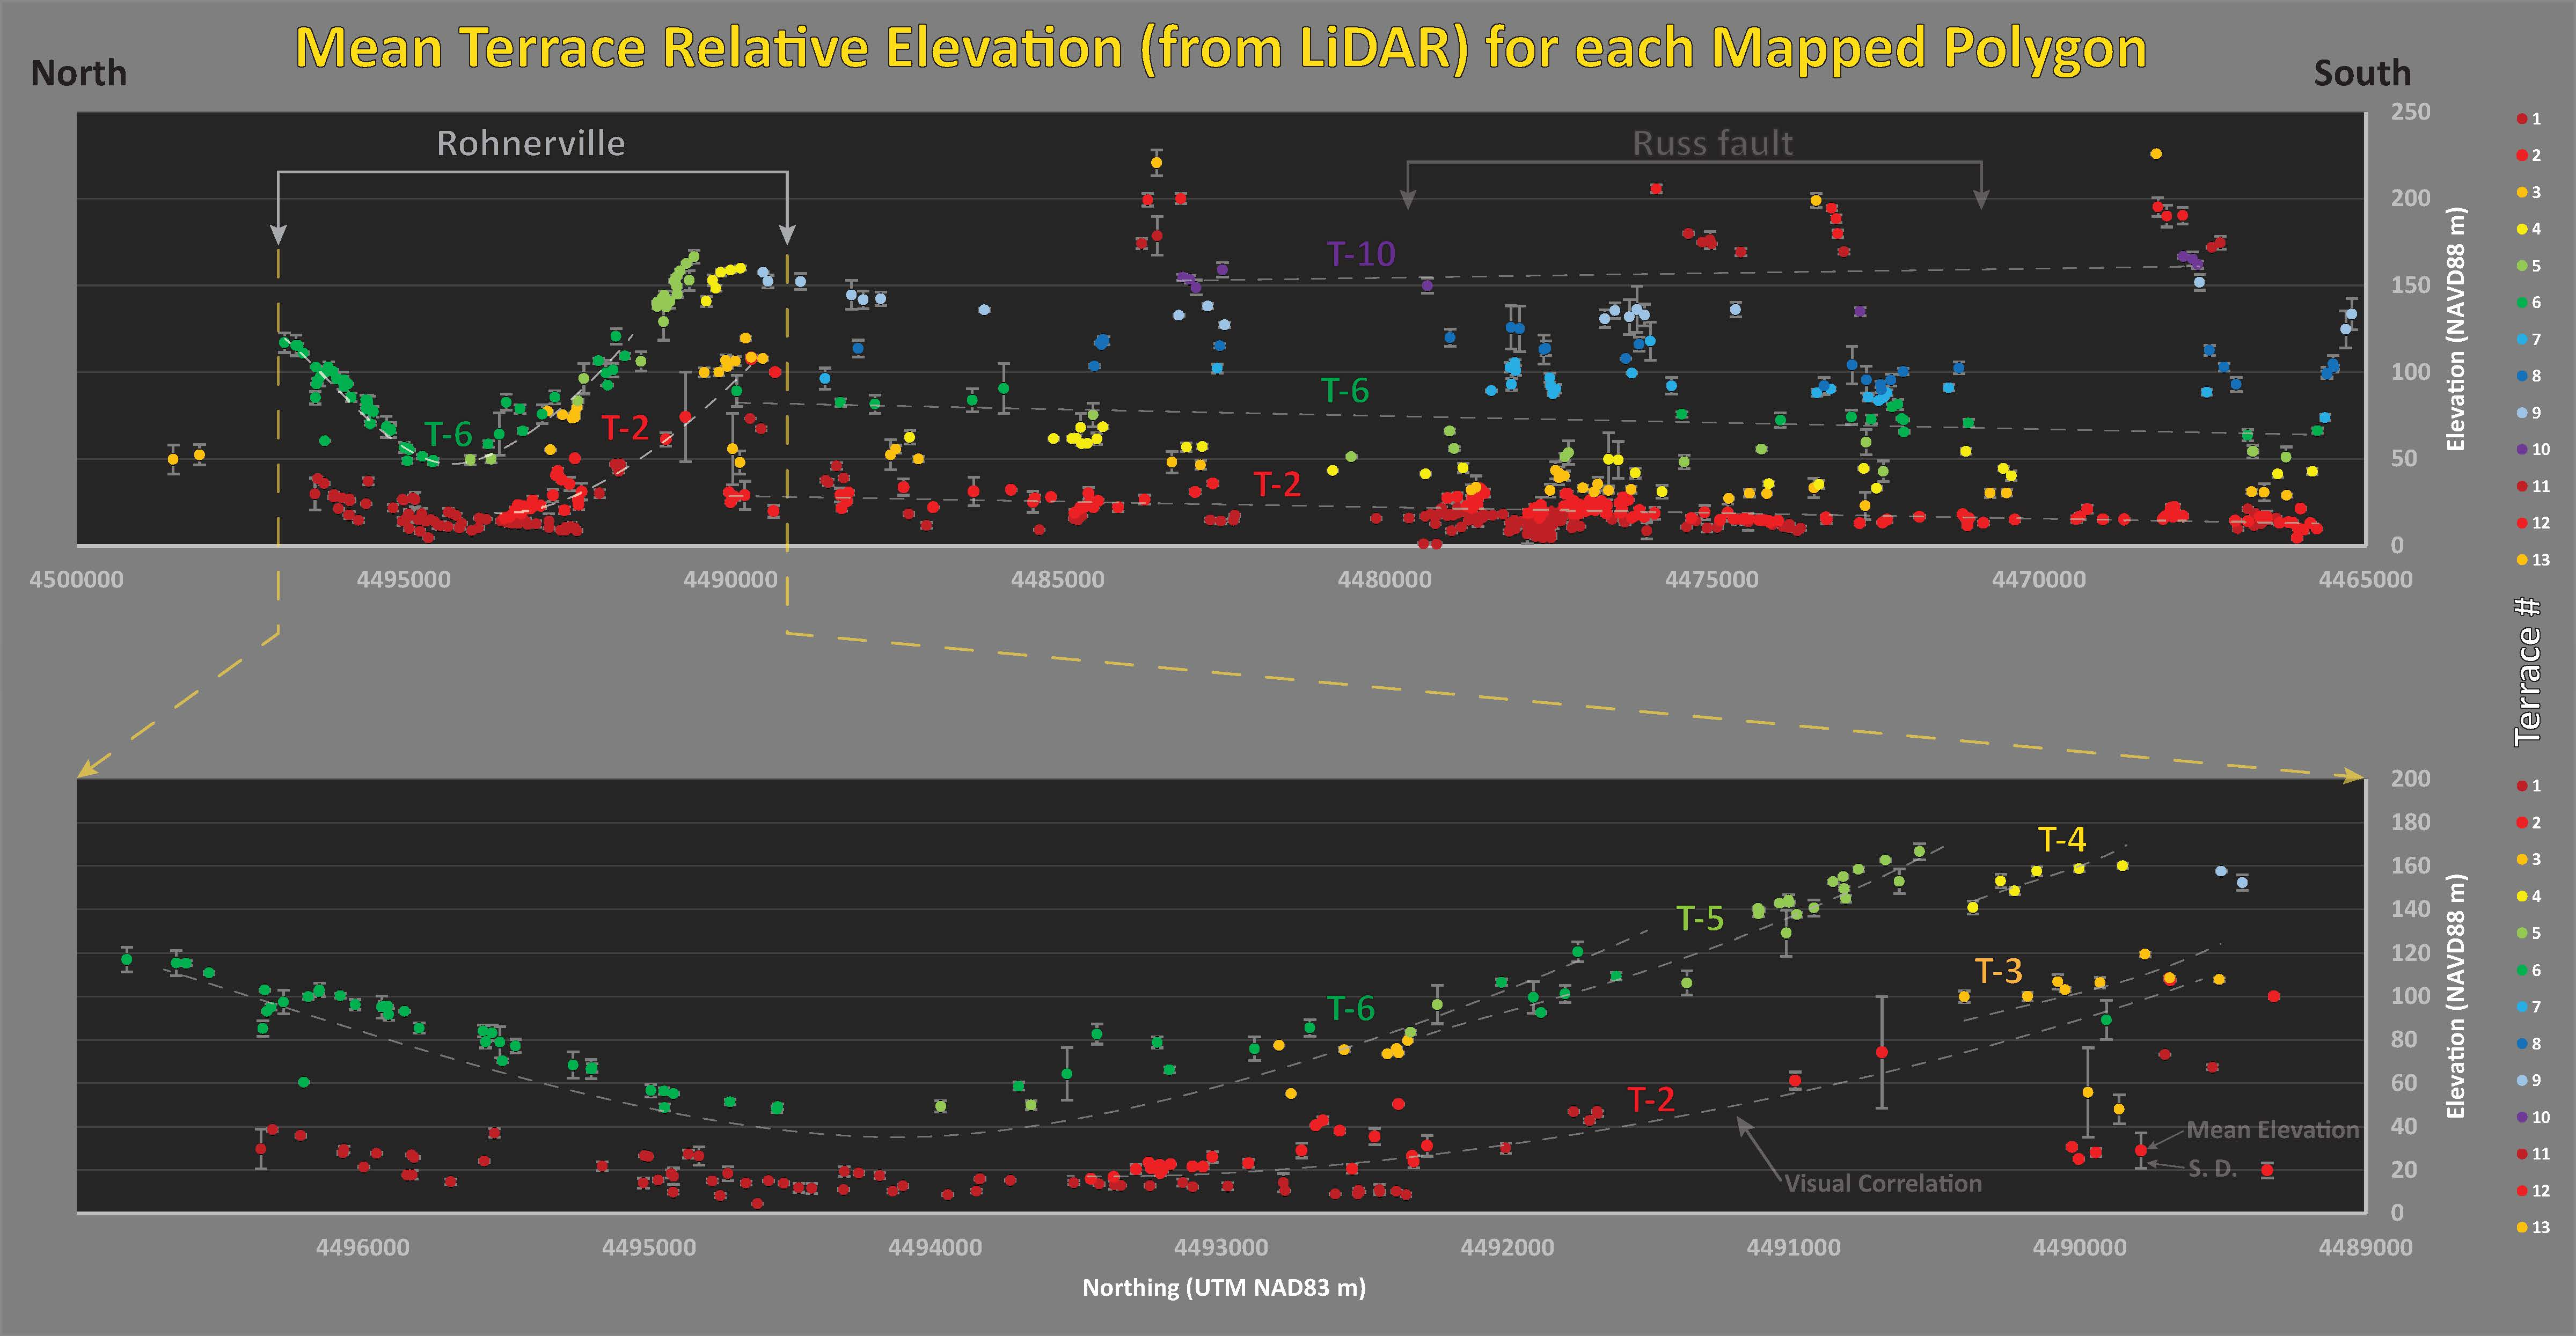 Mean Terrace Relative Elevation (from LiDAR) for each Mapped Polygon
North
South
Rohnerville
Russ fault
T-10
T-6
T-6
T-2
T-2
250
200
150
100
50
0
Elevation (NAVD88 m)
4500000 4495000 4490000 4485000 4480000 4475000 4470000 4465000
1
2
3
4
5
6
7
8
9
10
11
12
13
Terrace #
T-4
T-5
T-3
T-6
T-2
Mean Elevation
S. D.
Visual Correlation
200
180
160
140
120
100
80
60
40
20
0
Elevation (NAVD88 m)
1
2
3
4
5
6
7
8
9
10
11
12
13
4496000 4495000 4494000 4493000 4492000 4491000 4490000 4489000
Northing (UTM NAD83 m)